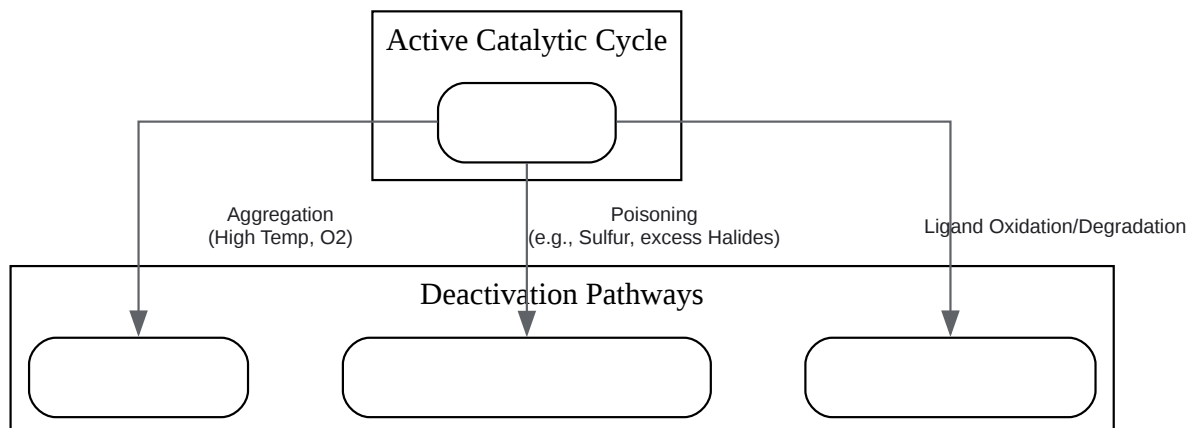 Active Catalytic Cycle
Aggregation
(High Temp, O2)
Poisoning
(e.g., Sulfur, excess Halides)
Ligand Oxidation/Degradation
Deactivation Pathways